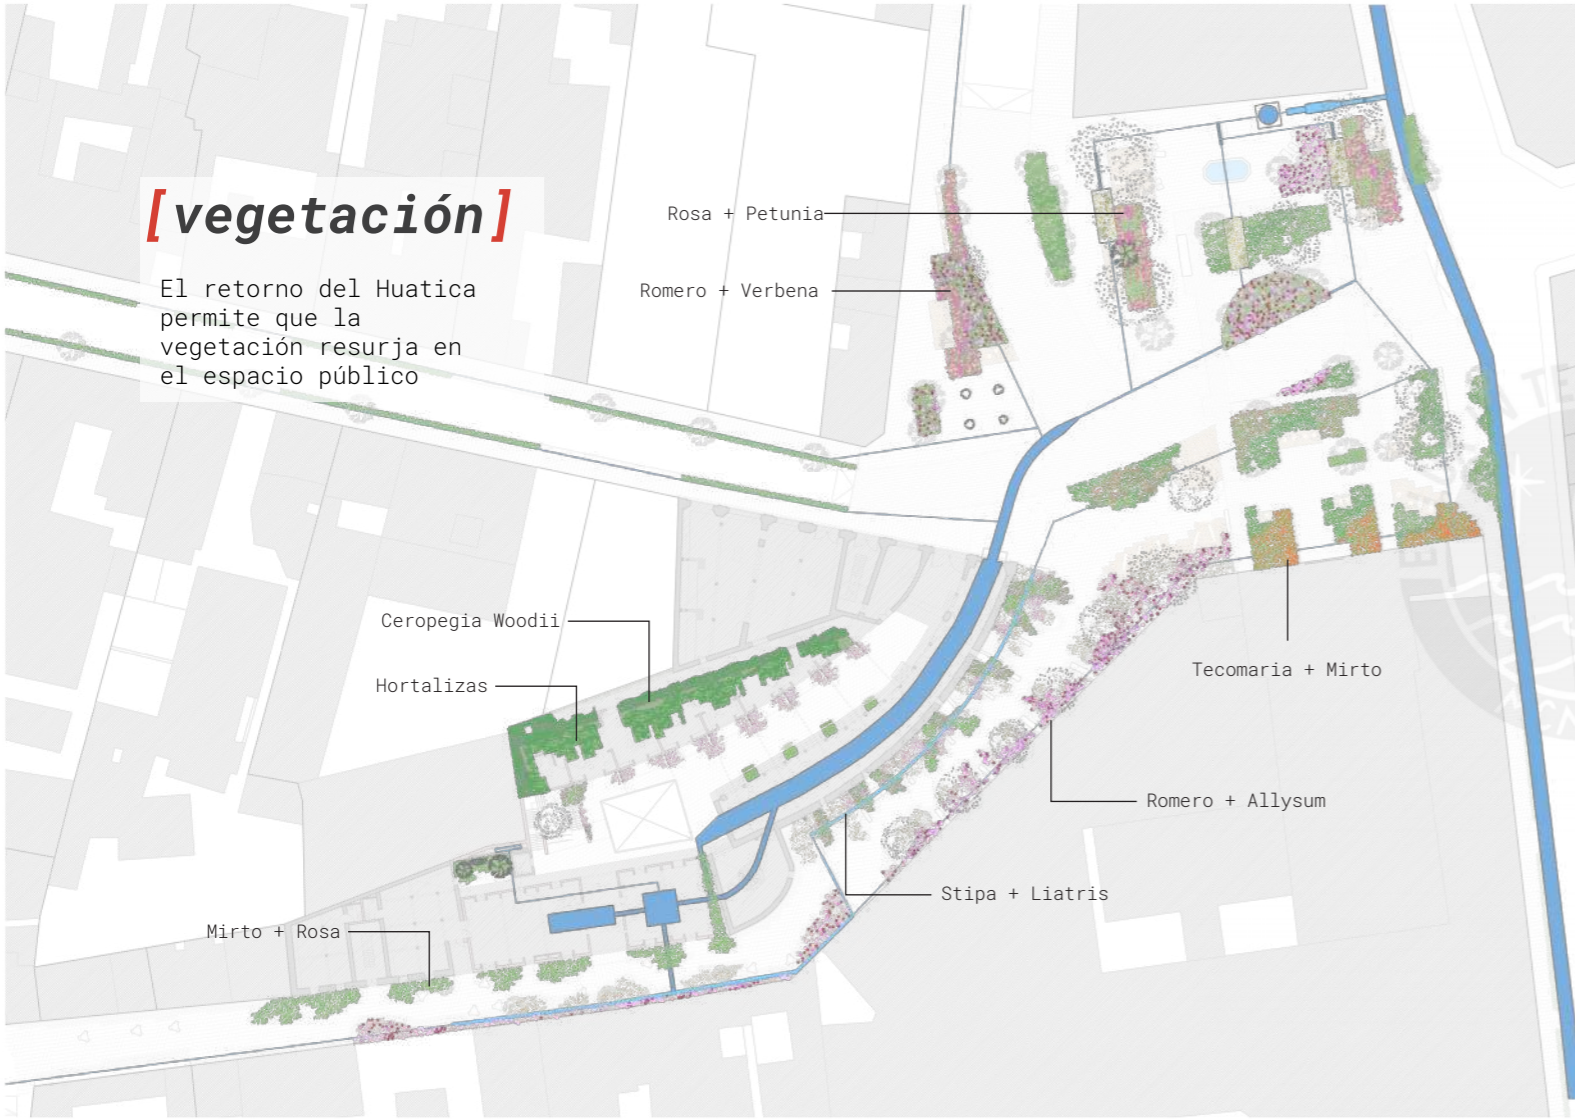 [vegetación]
El retorno del Huatica
permite que la
vegetación resurja en
el espacio público
Rosa + Petunia
Romero + Verbena
Ceropegia Woodii
Hortalizas
Tecomaria + Mirto
Romero + Allysum
Stipa + Liatris
Mirto + Rosa